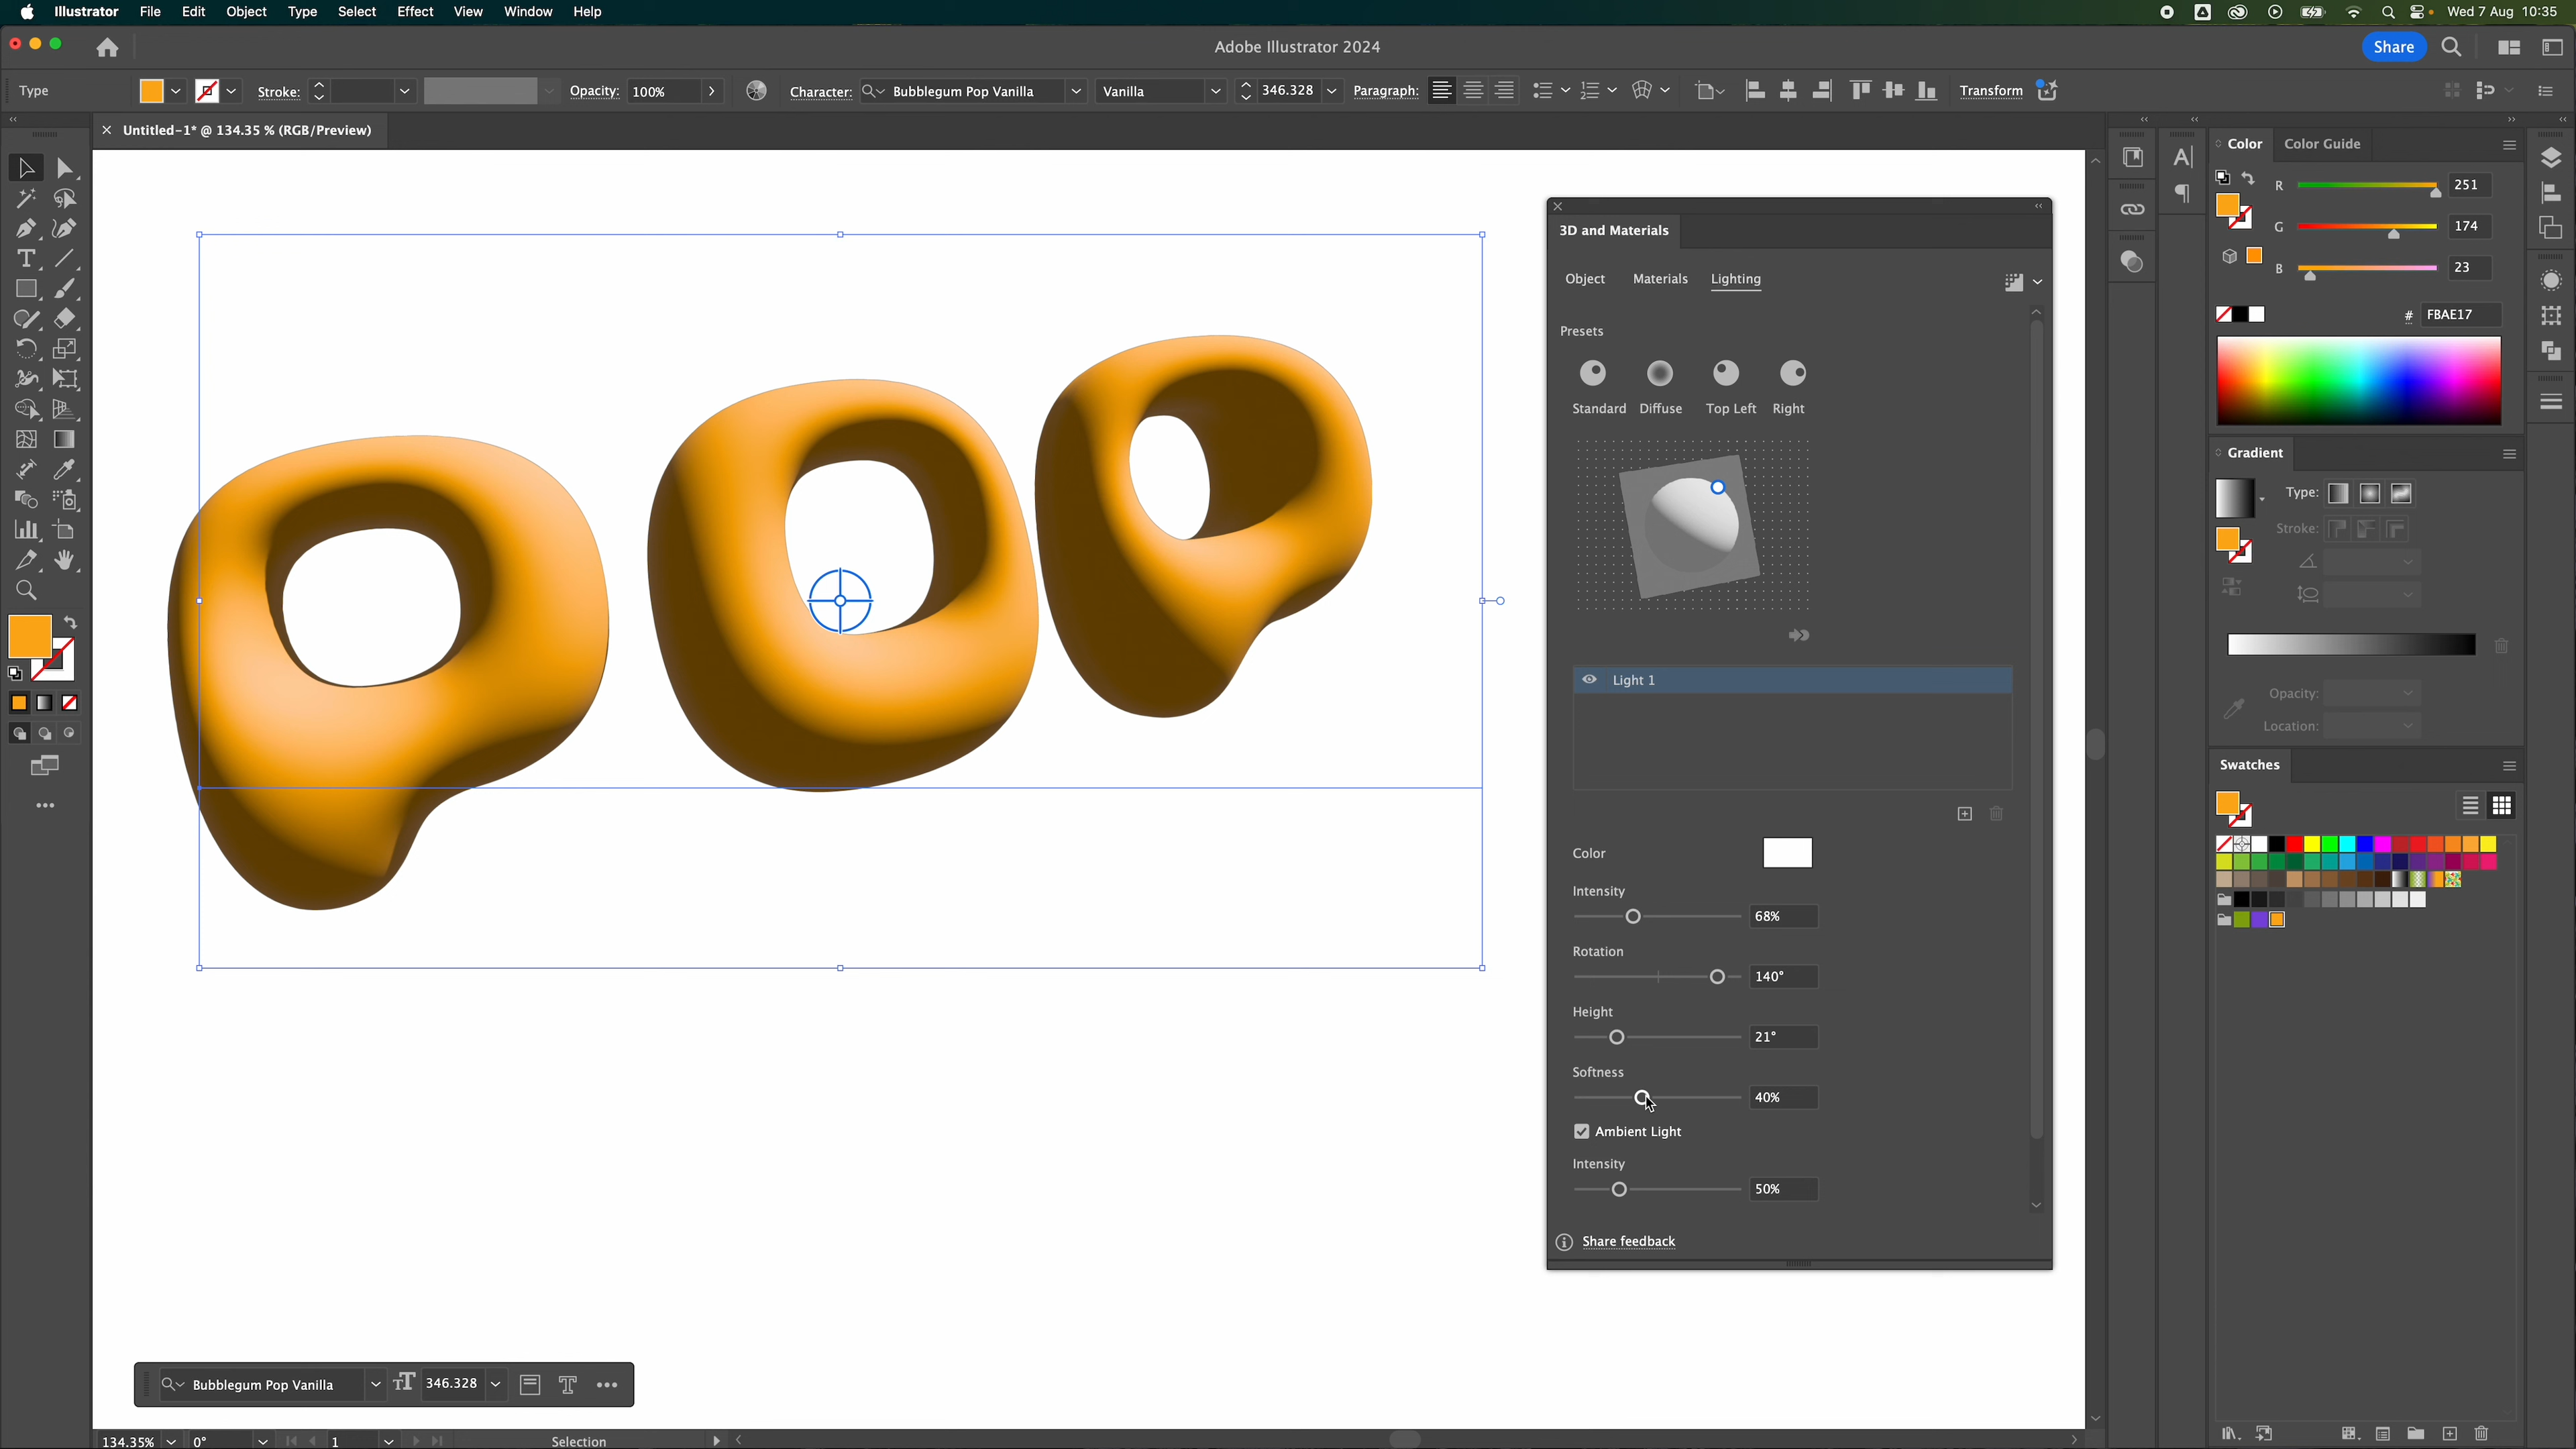 Illustrator File Edit Object Type Select Effect View Window Help Wed 7 Aug 10:35
Adobe Illustrator 2024 Share
Type Stroke: Opacity: 100% Character: Bubblegum Pop Vanilla Vanilla 346.328 Paragraph: Transform
Untitled-1* @ 134.35 % (RGB/Preview)
POP
3D and Materials
Object Materials Lighting
Presets
Standard Diffuse Top Left Right
Light 1
Color
Intensity
68%
Rotation
140°
Height
21°
Softness
40%
Ambient Light
Intensity
50%
Share feedback
Color Color Guide
R 251
G 174
B 23
# FBAE17
Gradient
Type:
Stroke:
Opacity:
Location:
Swatches
Bubblegum Pop Vanilla 346.328
134.35% 0° 1 Selection